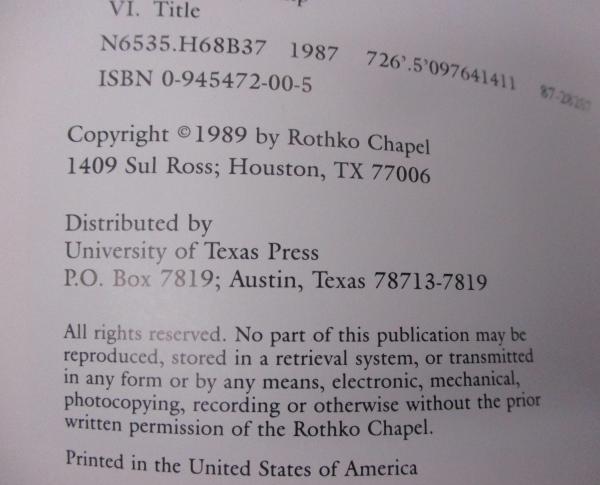 VI. Title
N6535.H68B37 1987 726'.5'097641411
ISBN 0-945472-00-5
Copyright ©1989 by Rothko Chapel
1409 Sul Ross; Houston, TX 77006
Distributed by
University of Texas Press
P.O. Box 7819; Austin, Texas 78713-7819
All rights reserved. No part of this publication may be
reproduced, stored in a retrieval system, or transmitted
in any form or by any means, electronic, mechanical,
photocopying, recording or otherwise without the prior
written permission of the Rothko Chapel.
Printed in the United States of America